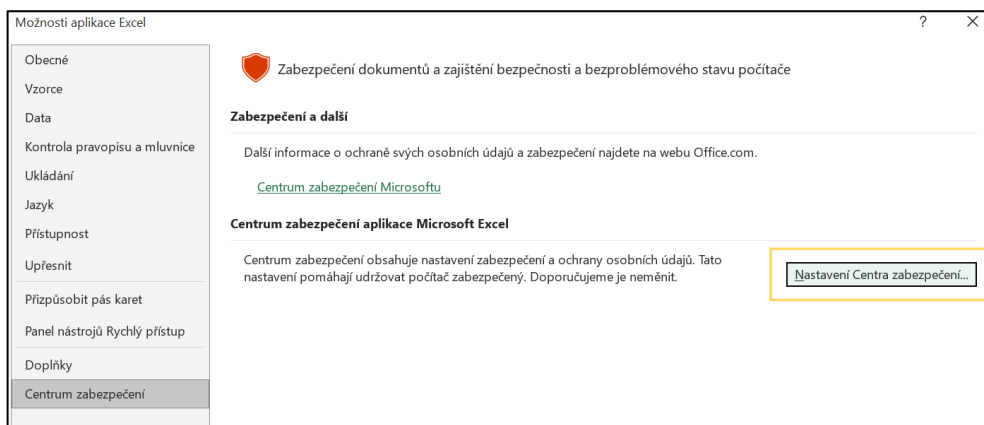 Možnosti aplikace Excel
?
Obecné
Vzorce
Data
Kontrola pravopisu a mluvnice
Ukládání
Jazyk
Přístupnost
Upřesnit
Přizpůsobit pás karet
Panel nástrojů Rychlý přístup
Doplňky
Centrum zabezpečení
Zabezpečení dokumentů a zajištění bezpečnosti a bezproblémového stavu počítače
Zabezpečení a další
Další informace o ochraně svých osobních údajů a zabezpečení najdete na webu Office.com.
Centrum zabezpečení Microsoftu
Centrum zabezpečení aplikace Microsoft Excel
Centrum zabezpečení obsahuje nastavení zabezpečení a ochrany osobních údajů. Tato
nastavení pomáhají udržovat počítač zabezpečený. Doporučujeme je neměnit.
Nastavení Centra zabezpečení...